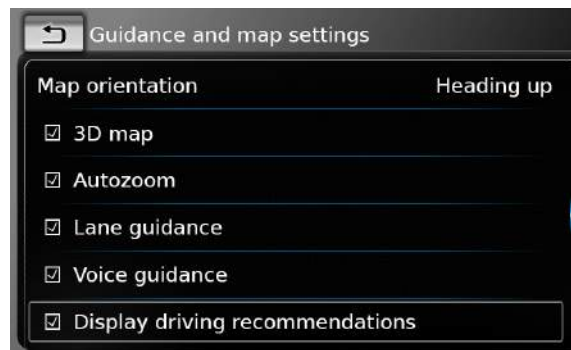 Guidance and map settings
Map orientation Heading up
3D map
Autozoom
Lane guidance
Voice guidance
Display driving recommendations